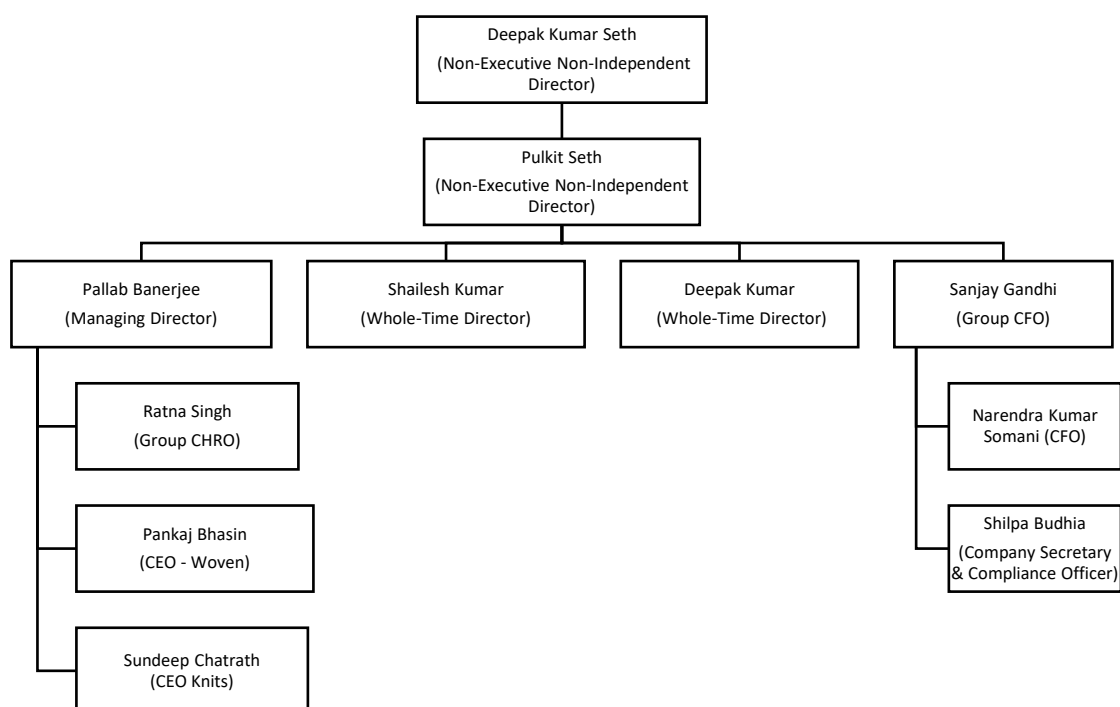 Deepak Kumar Seth
(Non-Executive Non-Independent
Director)
Pulkit Seth
(Non-Executive Non-Independent
Director)
Pallab Banerjee
(Managing Director)
Shailesh Kumar
(Whole-Time Director)
Deepak Kumar
(Whole-Time Director)
Sanjay Gandhi
(Group CFO)
Ratna Singh
(Group CHRO)
Pankaj Bhasin
(CEO - Woven)
Sundeep Chatrath
(CEO Knits)
Narendra Kumar
Somani (CFO)
Shilpa Budhia
(Company Secretary
& Compliance Officer)